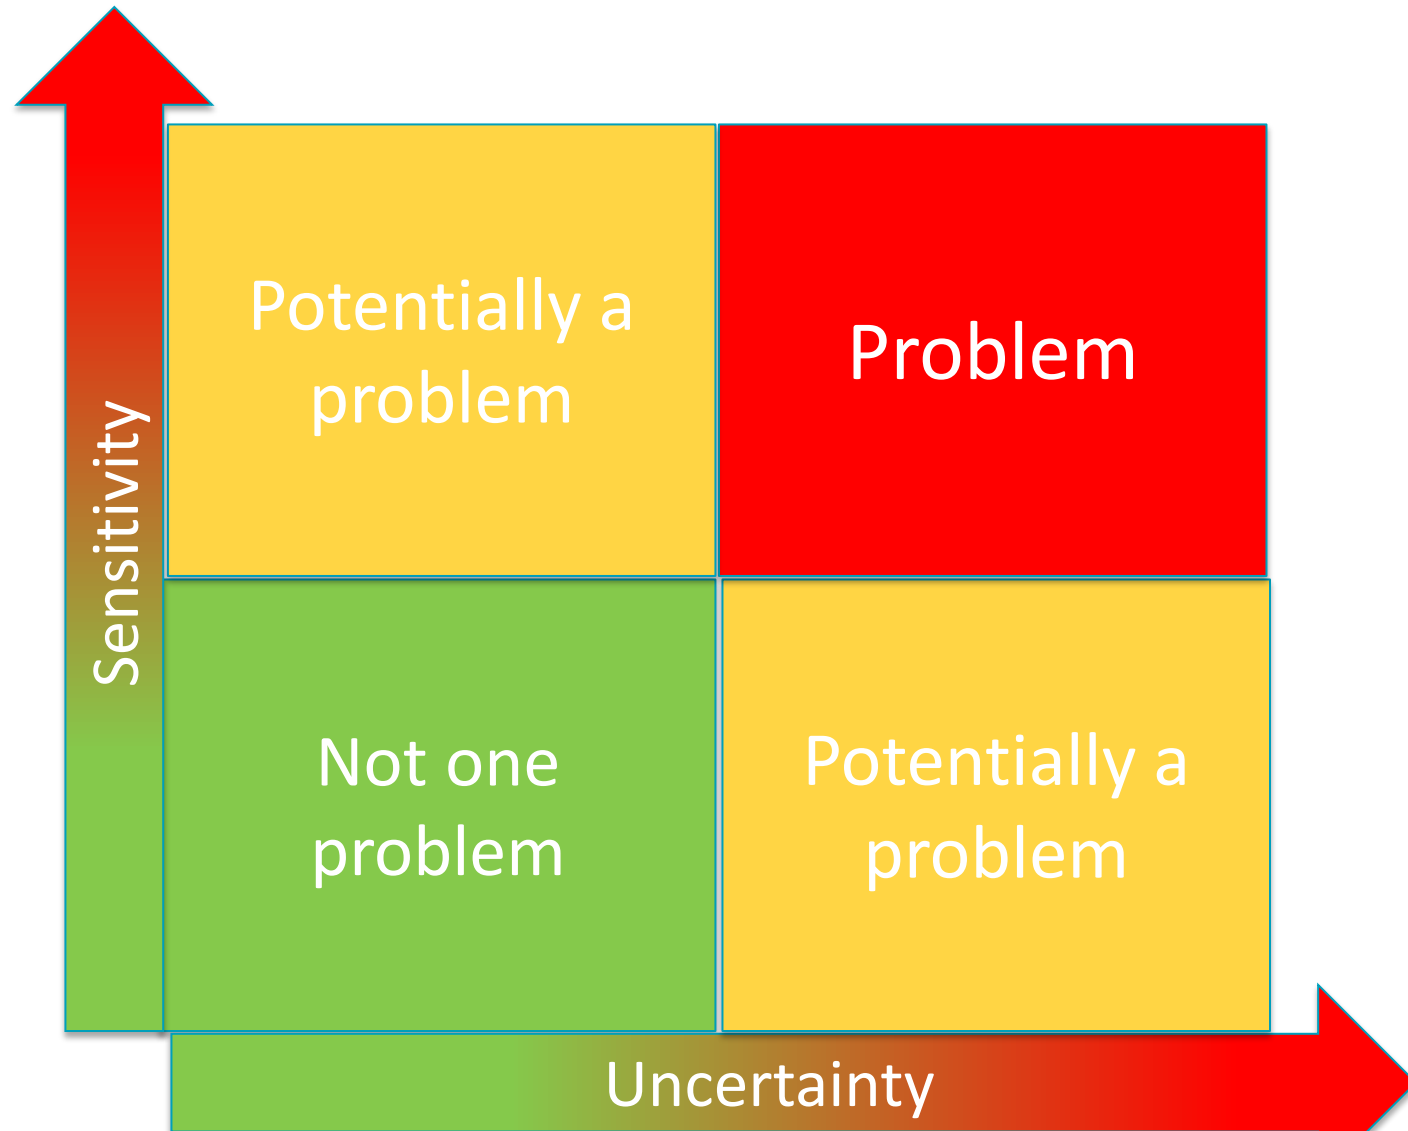 Potentially a
problem
Problem
Sensitivity
Not one
problem
Potentially a
problem
Uncertainty